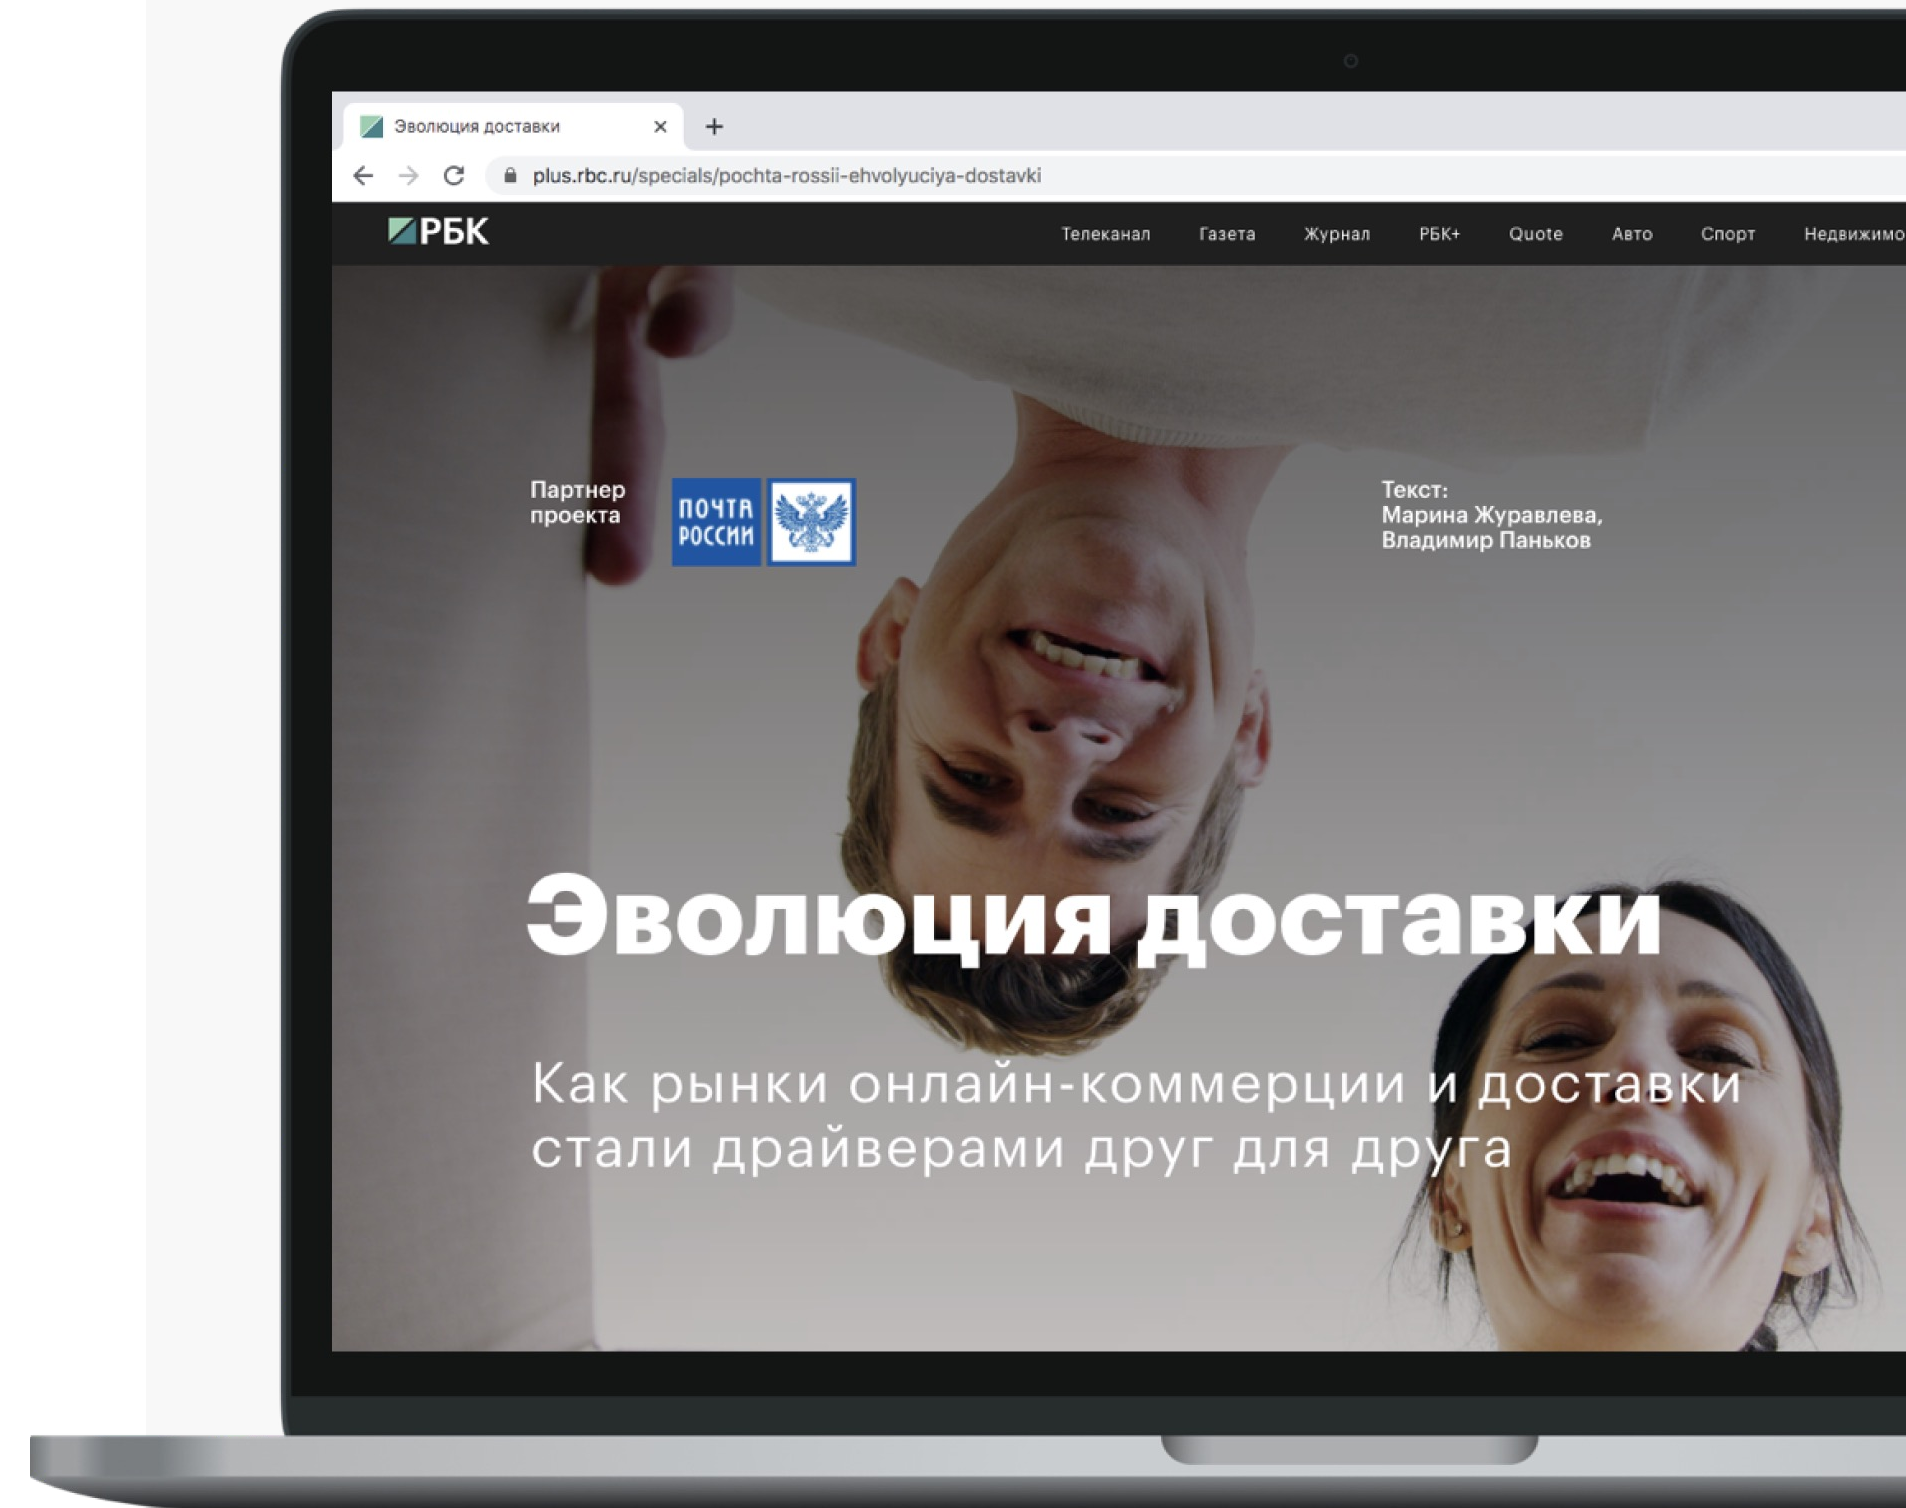 Эволюция доставки
plus.rbc.ru/specials/pochta-rossii-ehvolyuciya-dostavki
РБК
Телеканал Газета Журнал РБК+ Quote Авто Спорт Недвижимо
Партнер
проекта
ПОЧТА
РОССИИ
Текст:
Марина Журавлева,
Владимир Паньков
Эволюция доставки
Как рынки онлайн-коммерции и доставки
стали драйверами друг для друга